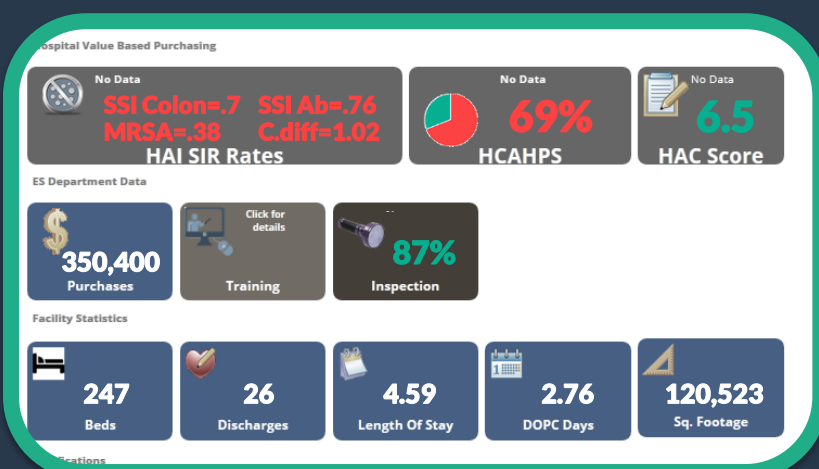 ospital Value Based Purchasing
No Data
SSI Colon=.7 SSI Ab=.76
MRSA=.38 C.diff=1.02
HAI SIR Rates
No Data
69%
HCAHPS
No Data
6.5
HAC Score
ES Department Data
350,400
Purchases
Click for
details
Training
87%
Inspection
Facility Statistics
247
Beds
26
Discharges
4.59
Length Of Stay
1
2.76
DOPC Days
120,523
Sq. Footage
ications